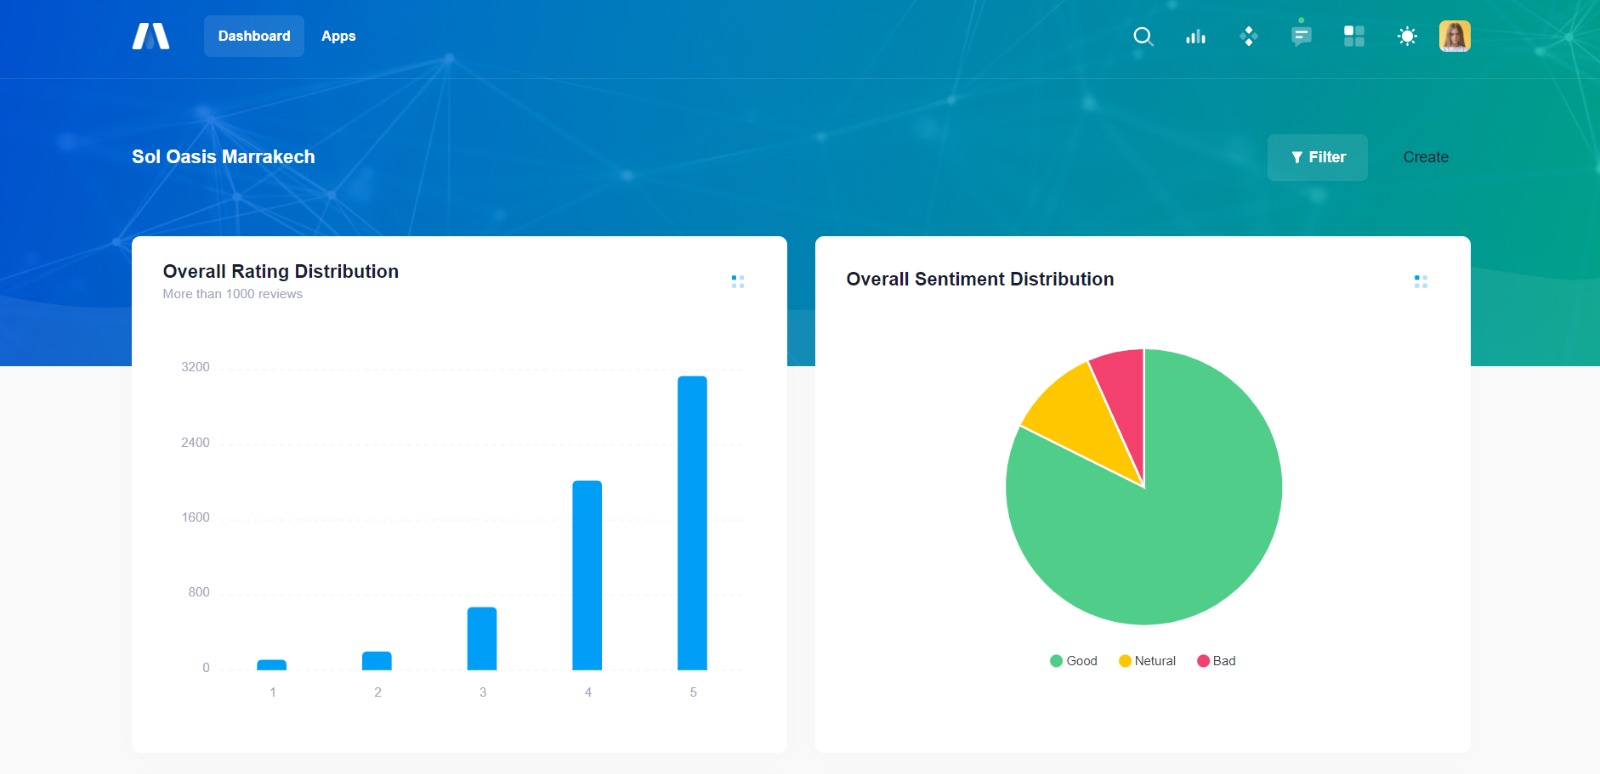 Dashboard Apps
Sol Oasis Marrakech
Filter Create
Overall Rating Distribution
More than 1000 reviews
3200
2400
1600
800
0
1 2 3 4 5
Overall Sentiment Distribution
Good Netural Bad